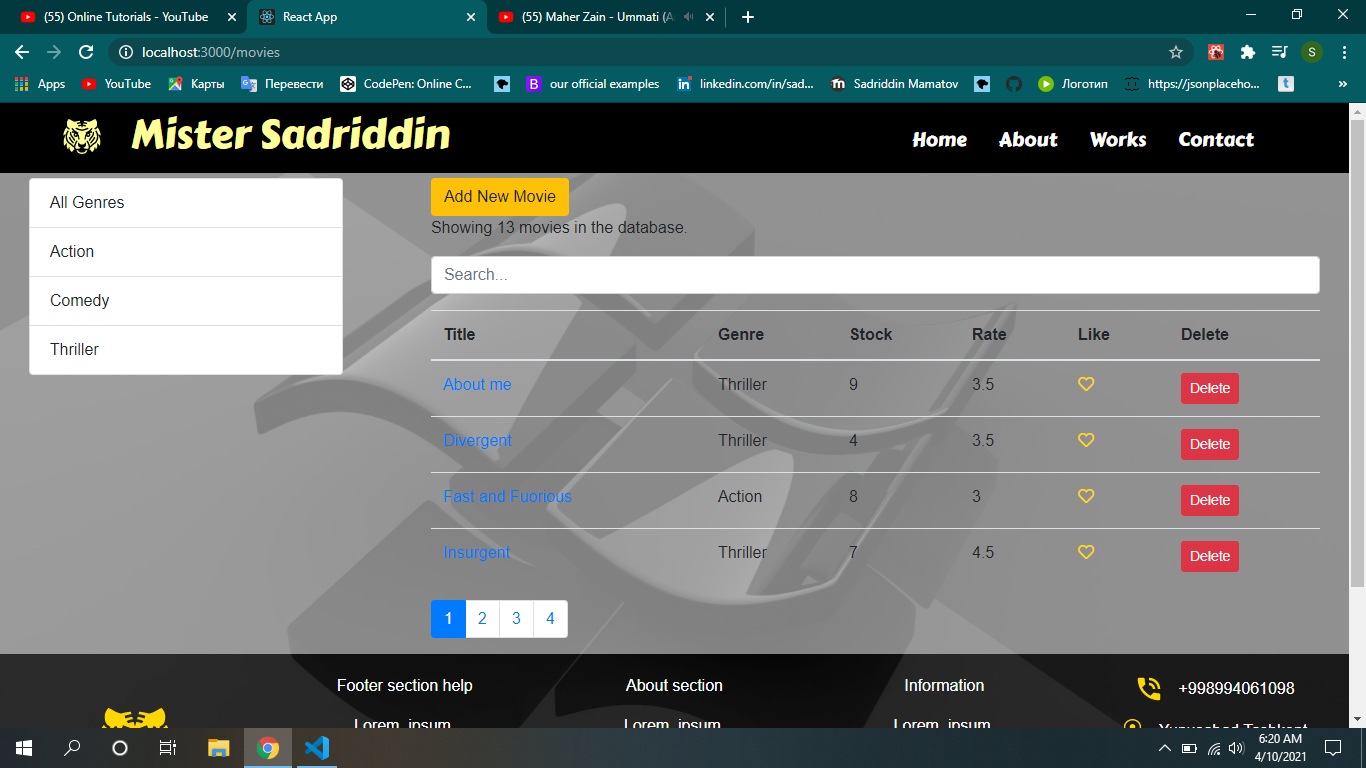 (55) Online Tutorials - YouTube
React App
(55) Maher Zain - Ummati (A
localhost:3000/movies
S
Apps
YouTube
Карты
Перевести
CodePen: Online C...
B
our official examples
linkedin.com/in/sad...
Sadriddin Mamatov
Логотип
https://jsonplaceho...
t
»
Mister Sadriddin
Home
About
Works
Contact
All Genres
Action
Comedy
Thriller
Add New Movie
Showing 13 movies in the database.
Search...
Title Genre Stock Rate Like Delete
About me Thriller 9 3.5 Delete
Divergent Thriller 4 3.5 Delete
Fast and Fuorious Action 8 3 Delete
Insurgent Thriller 7 4.5 Delete
1 2 3 4
Footer section help
About section
Information
+998994061098
Lorem, ipsum.
Lorem, ipsum.
Lorem, ipsum.
6:20 AM
4/10/2021